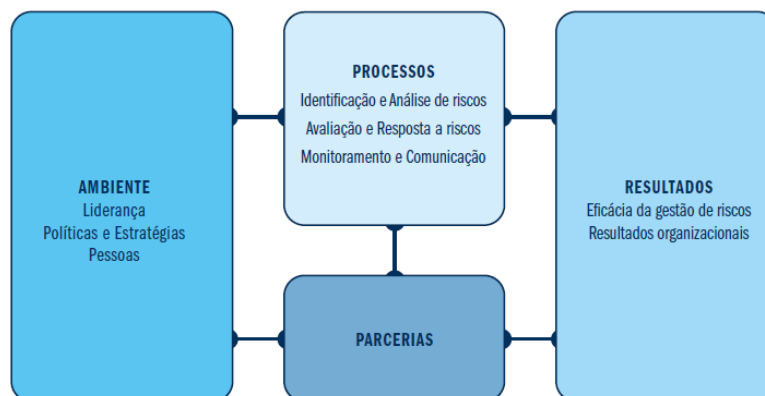 AMBIENTE
Liderança
Políticas e Estratégias
Pessoas
PROCESSOS
Identificação e Análise de riscos
Avaliação e Resposta a riscos
Monitoramento e Comunicação
PARCERIAS
RESULTADOS
Eficácia da gestão de riscos
Resultados organizacionais